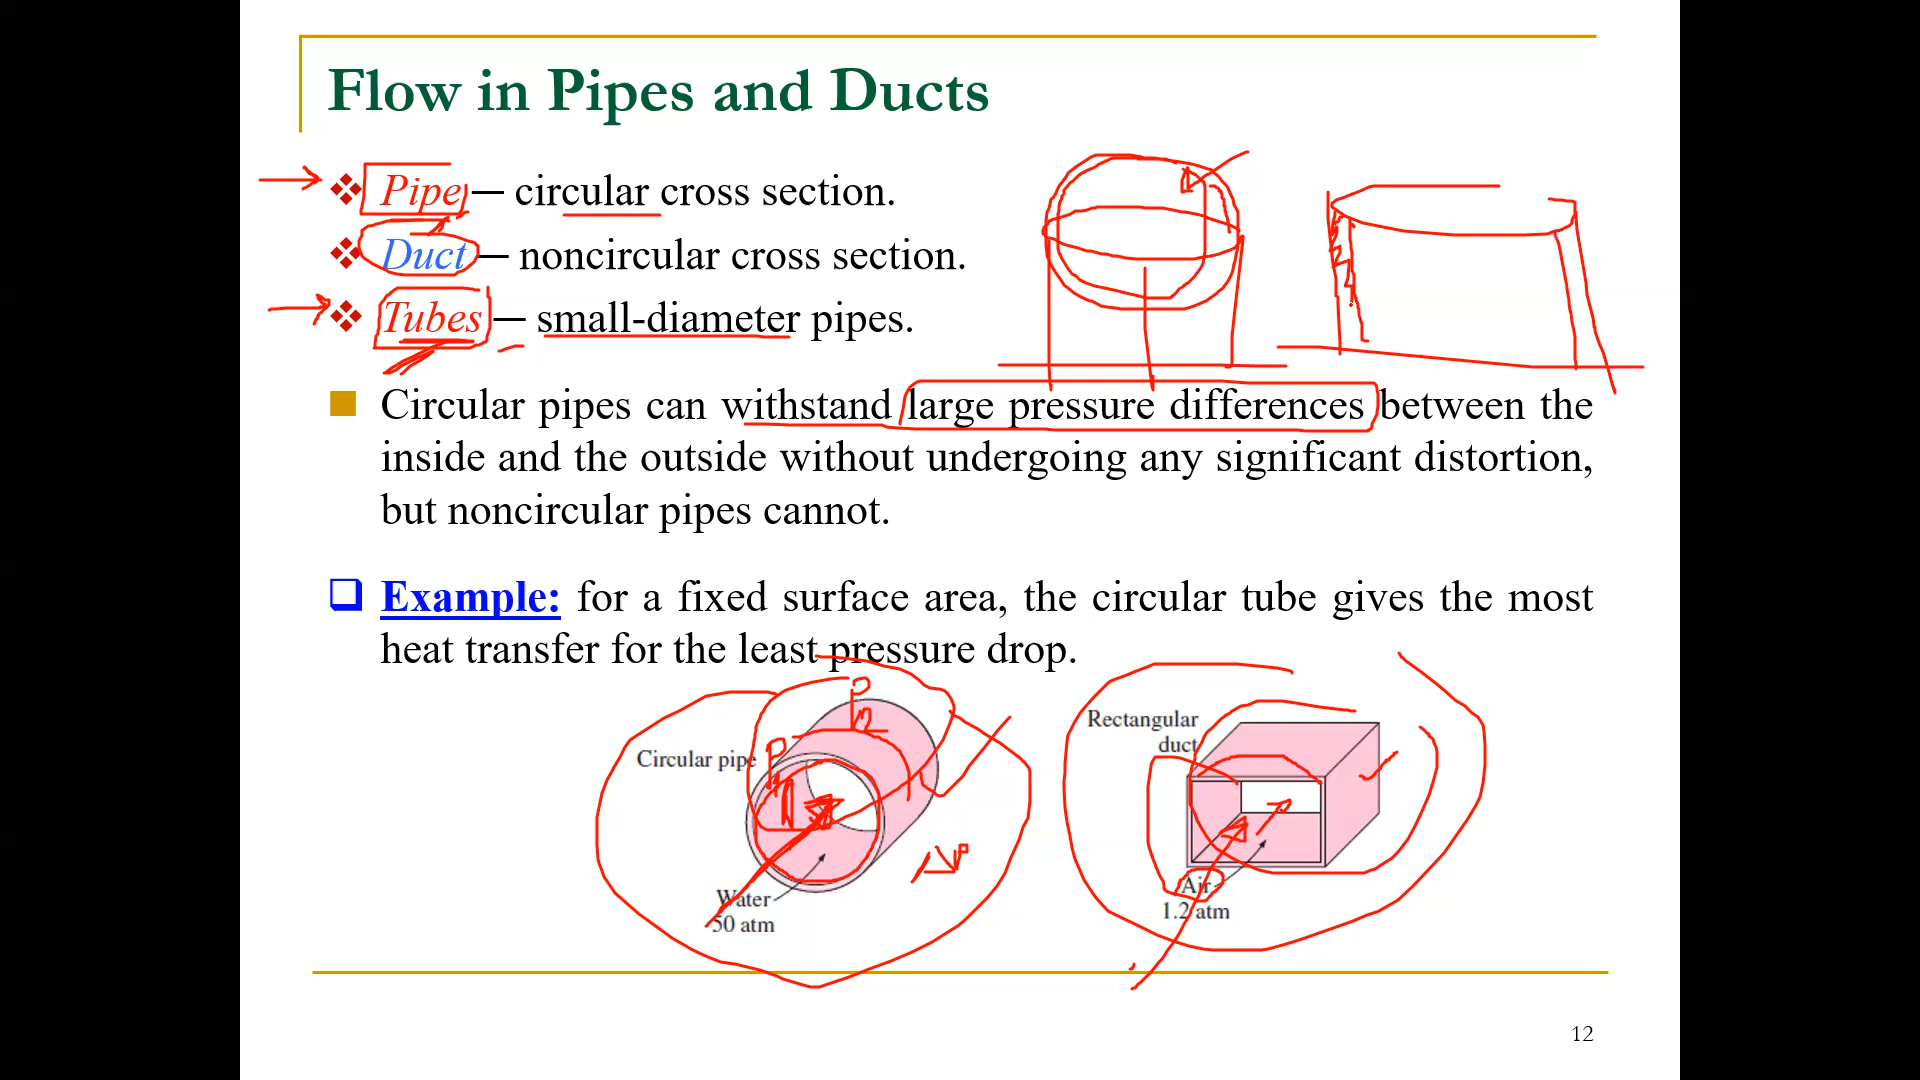 Flow in Pipes and Ducts
❖ Pipe — circular cross section.
❖ Duct — noncircular cross section.
❖ Tubes — small-diameter pipes.
■ Circular pipes can withstand large pressure differences between the
inside and the outside without undergoing any significant distortion,
but noncircular pipes cannot.
❑ Example: for a fixed surface area, the circular tube gives the most
heat transfer for the least pressure drop.
P2
P1
Circular pipe
Water
50 atm
ΔP
Rectangular
duct
Air
1.2 atm
12